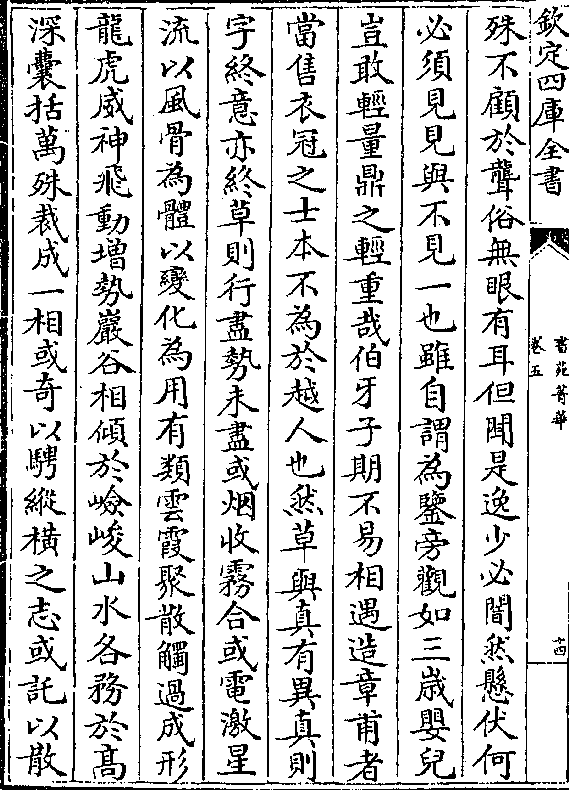 欽定四庫全書
書苑菁華
卷五
十四
殊不顧於聾俗無眼有耳但聞是逸少必闇然懸伏何
必須見見與不見一也雖自謂為鑒旁觀如三歳嬰兒
豈敢輕量鼎之輕重哉伯牙子期不易相遇造章甫者
當售衣冠之士本不為於越人也然草與真有異真則
字終意亦終草則行盡勢未盡或烟收霧合或電激星
流以風骨為體以變化為用有類雲霞聚散觸遇成形
龍虎威神飛動增勢巖谷相傾於嶮峻山水各務於髙
深囊括萬殊裁成一相或竒以騁縱橫之志或託以散